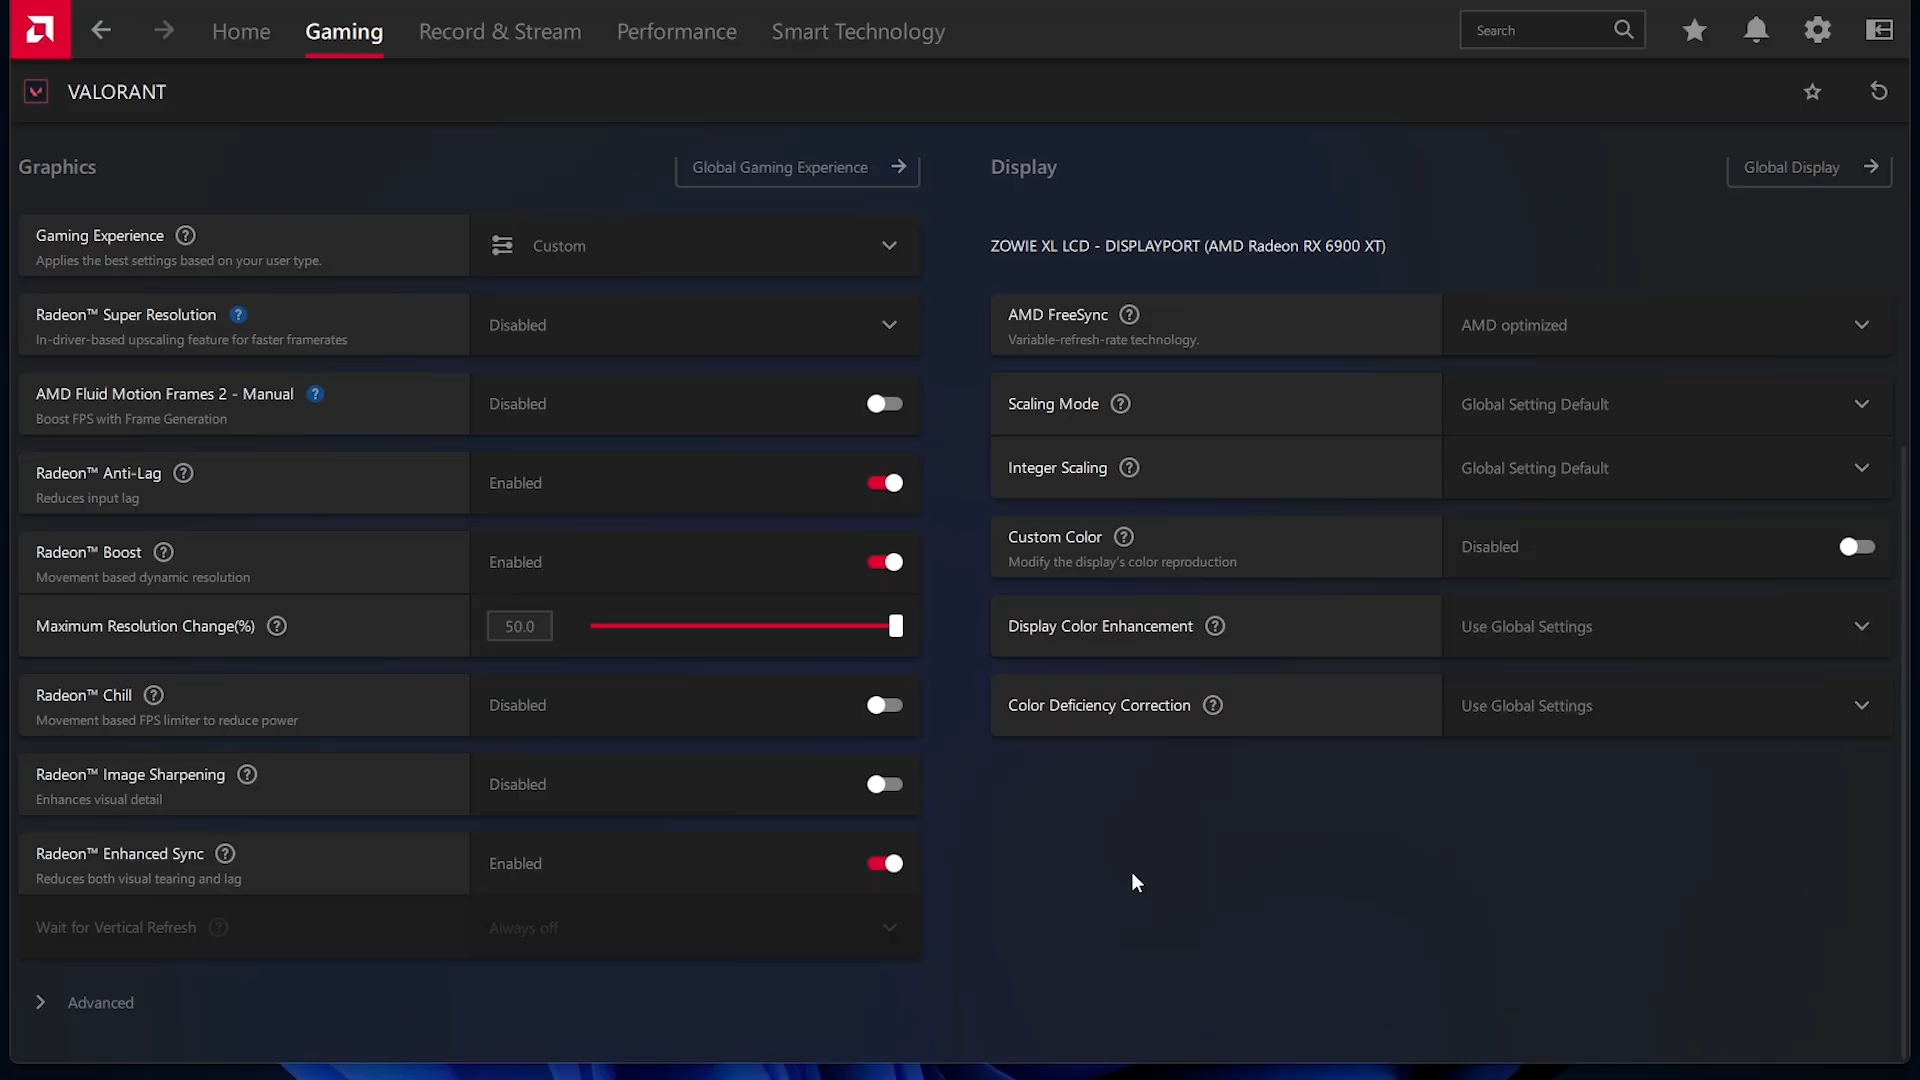 Home
Gaming
Record & Stream
Performance
Smart Technology
Search
VALORANT
Graphics
Global Gaming Experience
Gaming Experience
Applies the best settings based on your user type.
Custom
Radeon™ Super Resolution
In-driver-based upscaling feature for faster framerates
Disabled
AMD Fluid Motion Frames 2 - Manual
Boost FPS with Frame Generation
Disabled
Radeon™ Anti-Lag
Reduces input lag
Enabled
Radeon™ Boost
Movement based dynamic resolution
Enabled
Maximum Resolution Change(%)
50.0
Radeon™ Chill
Movement based FPS limiter to reduce power
Disabled
Radeon™ Image Sharpening
Enhances visual detail
Disabled
Radeon™ Enhanced Sync
Reduces both visual tearing and lag
Enabled
Wait for Vertical Refresh
Always off
Advanced
Display
Global Display
ZOWIE XL LCD - DISPLAYPORT (AMD Radeon RX 6900 XT)
AMD FreeSync
Variable-refresh-rate technology.
AMD optimized
Scaling Mode
Global Setting Default
Integer Scaling
Global Setting Default
Custom Color
Modify the display's color reproduction
Disabled
Display Color Enhancement
Use Global Settings
Color Deficiency Correction
Use Global Settings